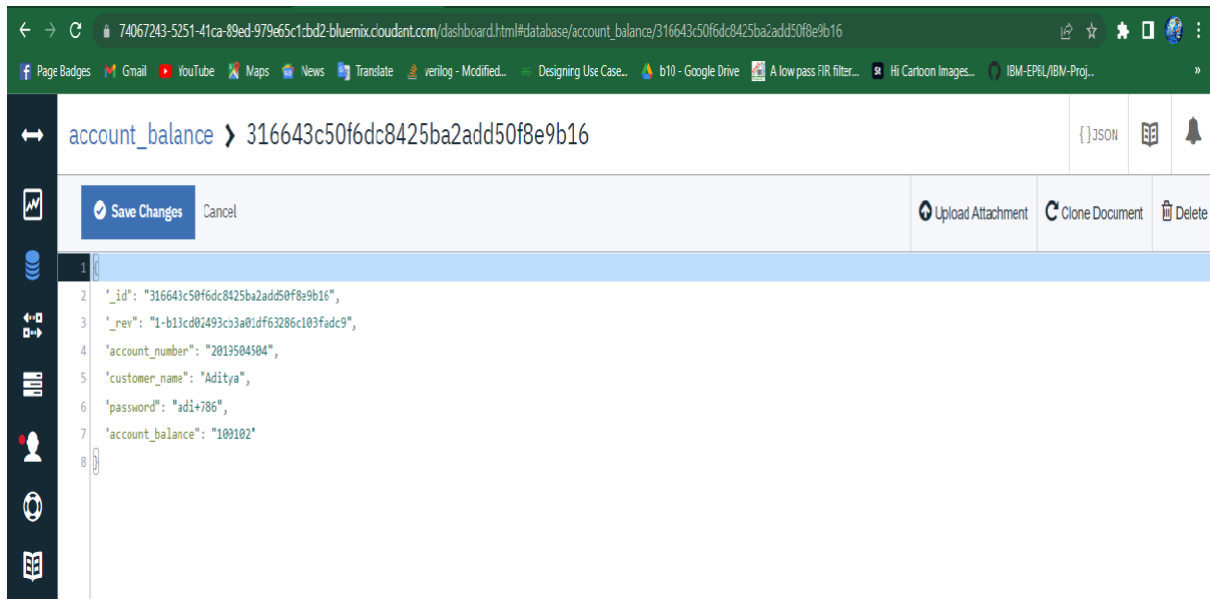 74067243-5251-41ca-89ed-979e65c1cbd2-bluemix.cloudant.com/dashboard.html#database/account_balance/316643c50f6dc8425ba2add50f8e9b16
Page Badges Gmail YouTube Maps News Translate verilog - Modified... Designing Use Case... b10 - Google Drive A low pass FIR filter... St Hi Cartoon Images... IBM-EPBL/IBM-Proj... »
account_balance ❯ 316643c50f6dc8425ba2add50f8e9b16 { }JSON
Save Changes Cancel Upload Attachment Clone Document Delete
1 {
2 "_id": "316643c50f6dc8425ba2add50f8e9b16",
3 "_rev": "1-b13cd02493cb3a01df63286c103fadc9",
4 "account_number": "2019504504",
5 "customer_name": "Aditya",
6 "password": "adi+786",
7 "account_balance": "100102"
8 }